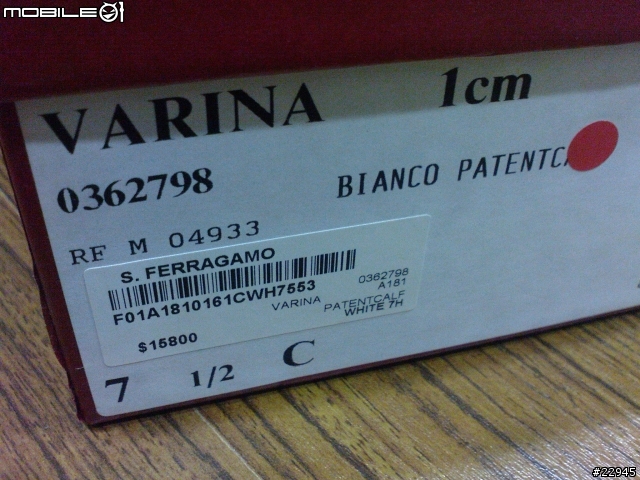 MOBILE01
VARINA 1cm
0362798
BIANCO PATENTC
RF M 04933
S. FERRAGAMO
F01A1810161CWH7553
0362798
A181
VARINA PATENTCALF
WHITE 7H
$15800
7 1/2 C
#22945